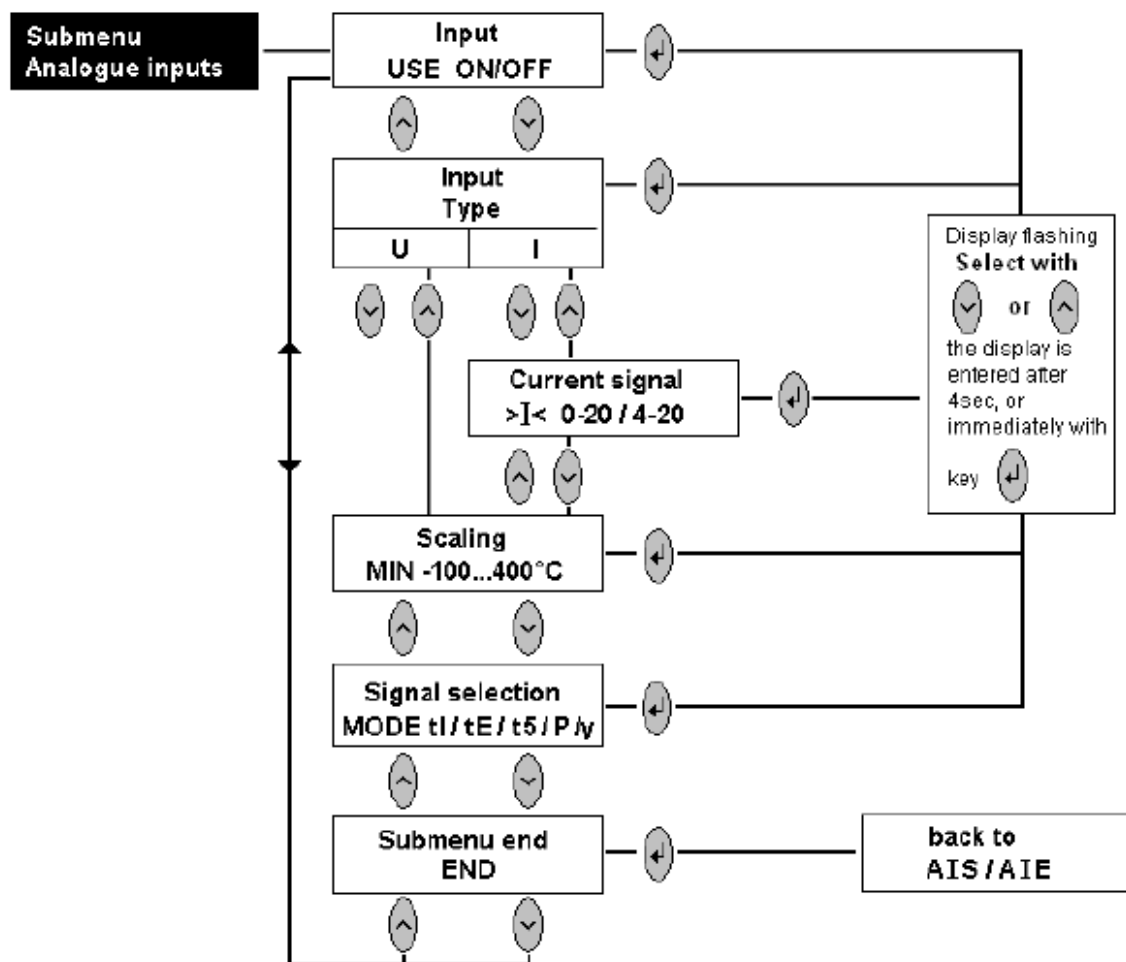 Submenu
Analogue inputs
Input
USE ON/OFF
Input
Type
U I
Display flashing
Select with
or
the display is
entered after
4sec, or
immediately with
key
Current signal
>I< 0-20 / 4-20
Scaling
MIN -100...400°C
Signal selection
MODE tI / tE / t5 / P /y
Submenu end
END
back to
AIS / AIE